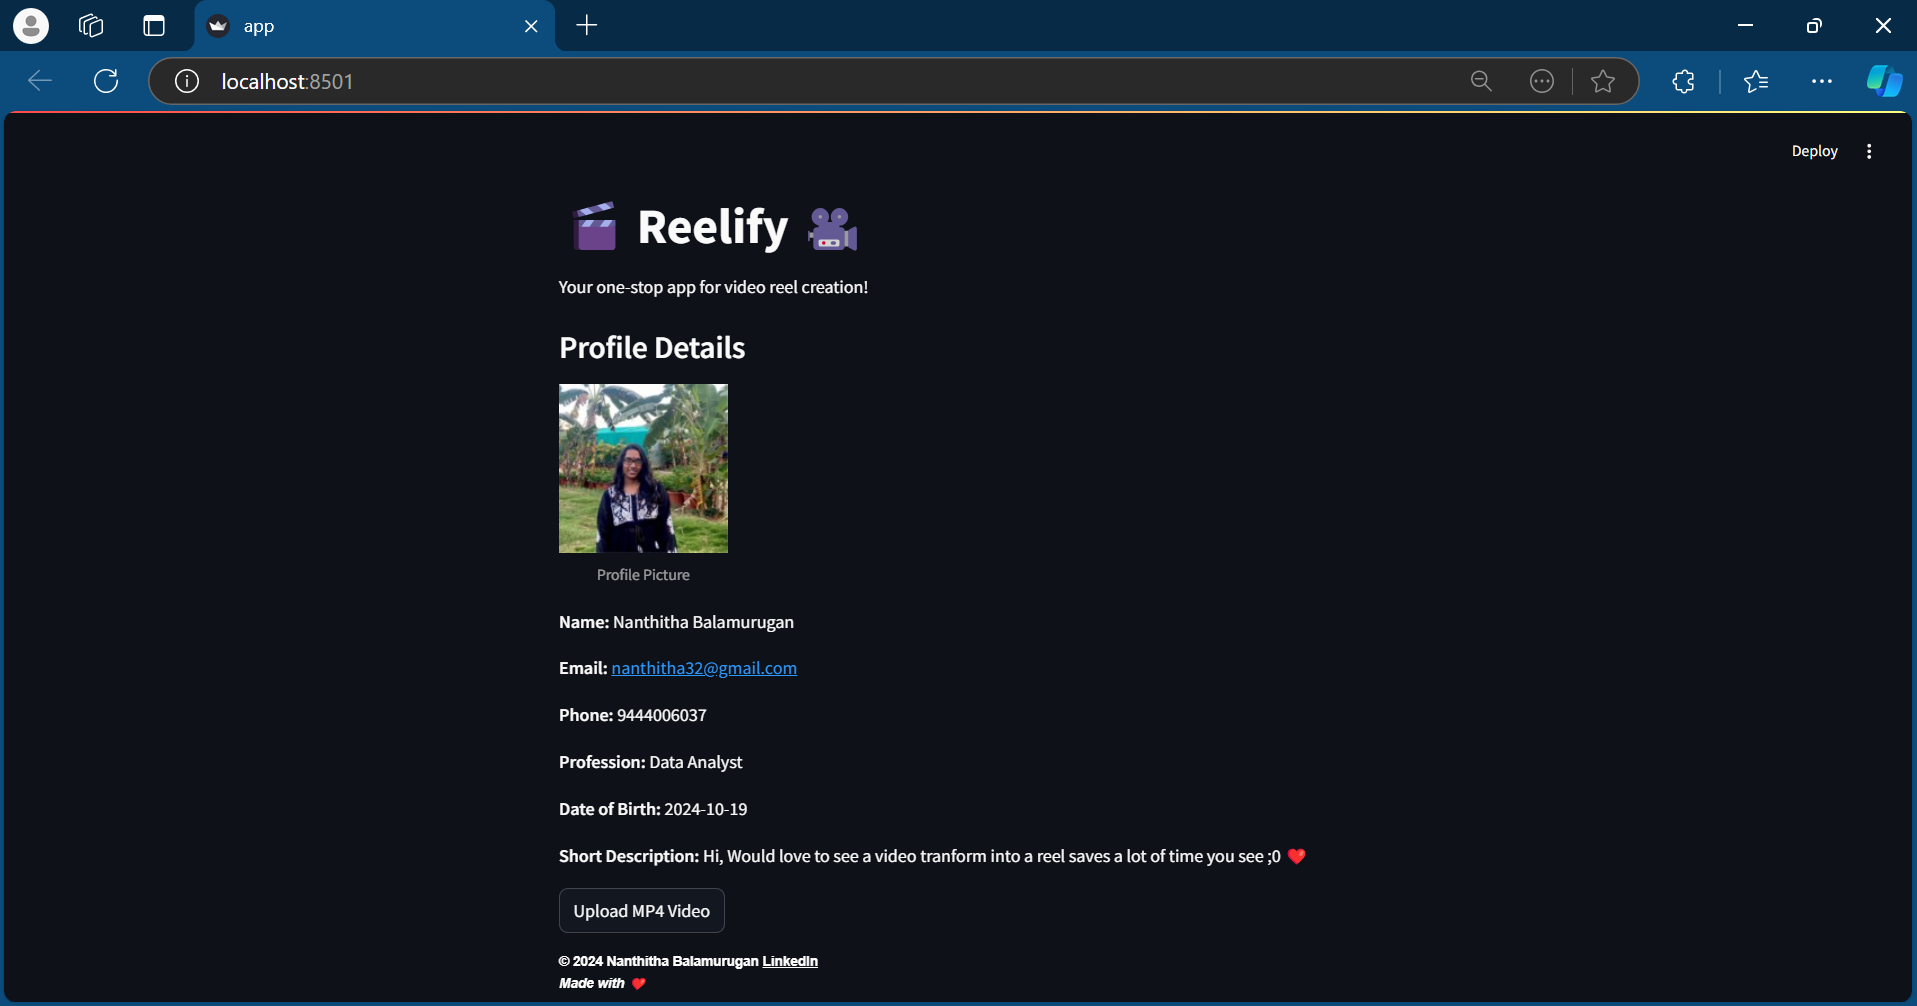 app
localhost:8501
Deploy
Reelify
Your one-stop app for video reel creation!
Profile Details
Profile Picture
Name: Nanthitha Balamurugan
Email: nanthitha32@gmail.com
Phone: 9444006037
Profession: Data Analyst
Date of Birth: 2024-10-19
Short Description: Hi, Would love to see a video tranform into a reel saves a lot of time you see ;0 ❤️
Upload MP4 Video
© 2024 Nanthitha Balamurugan LinkedIn
Made with ❤️